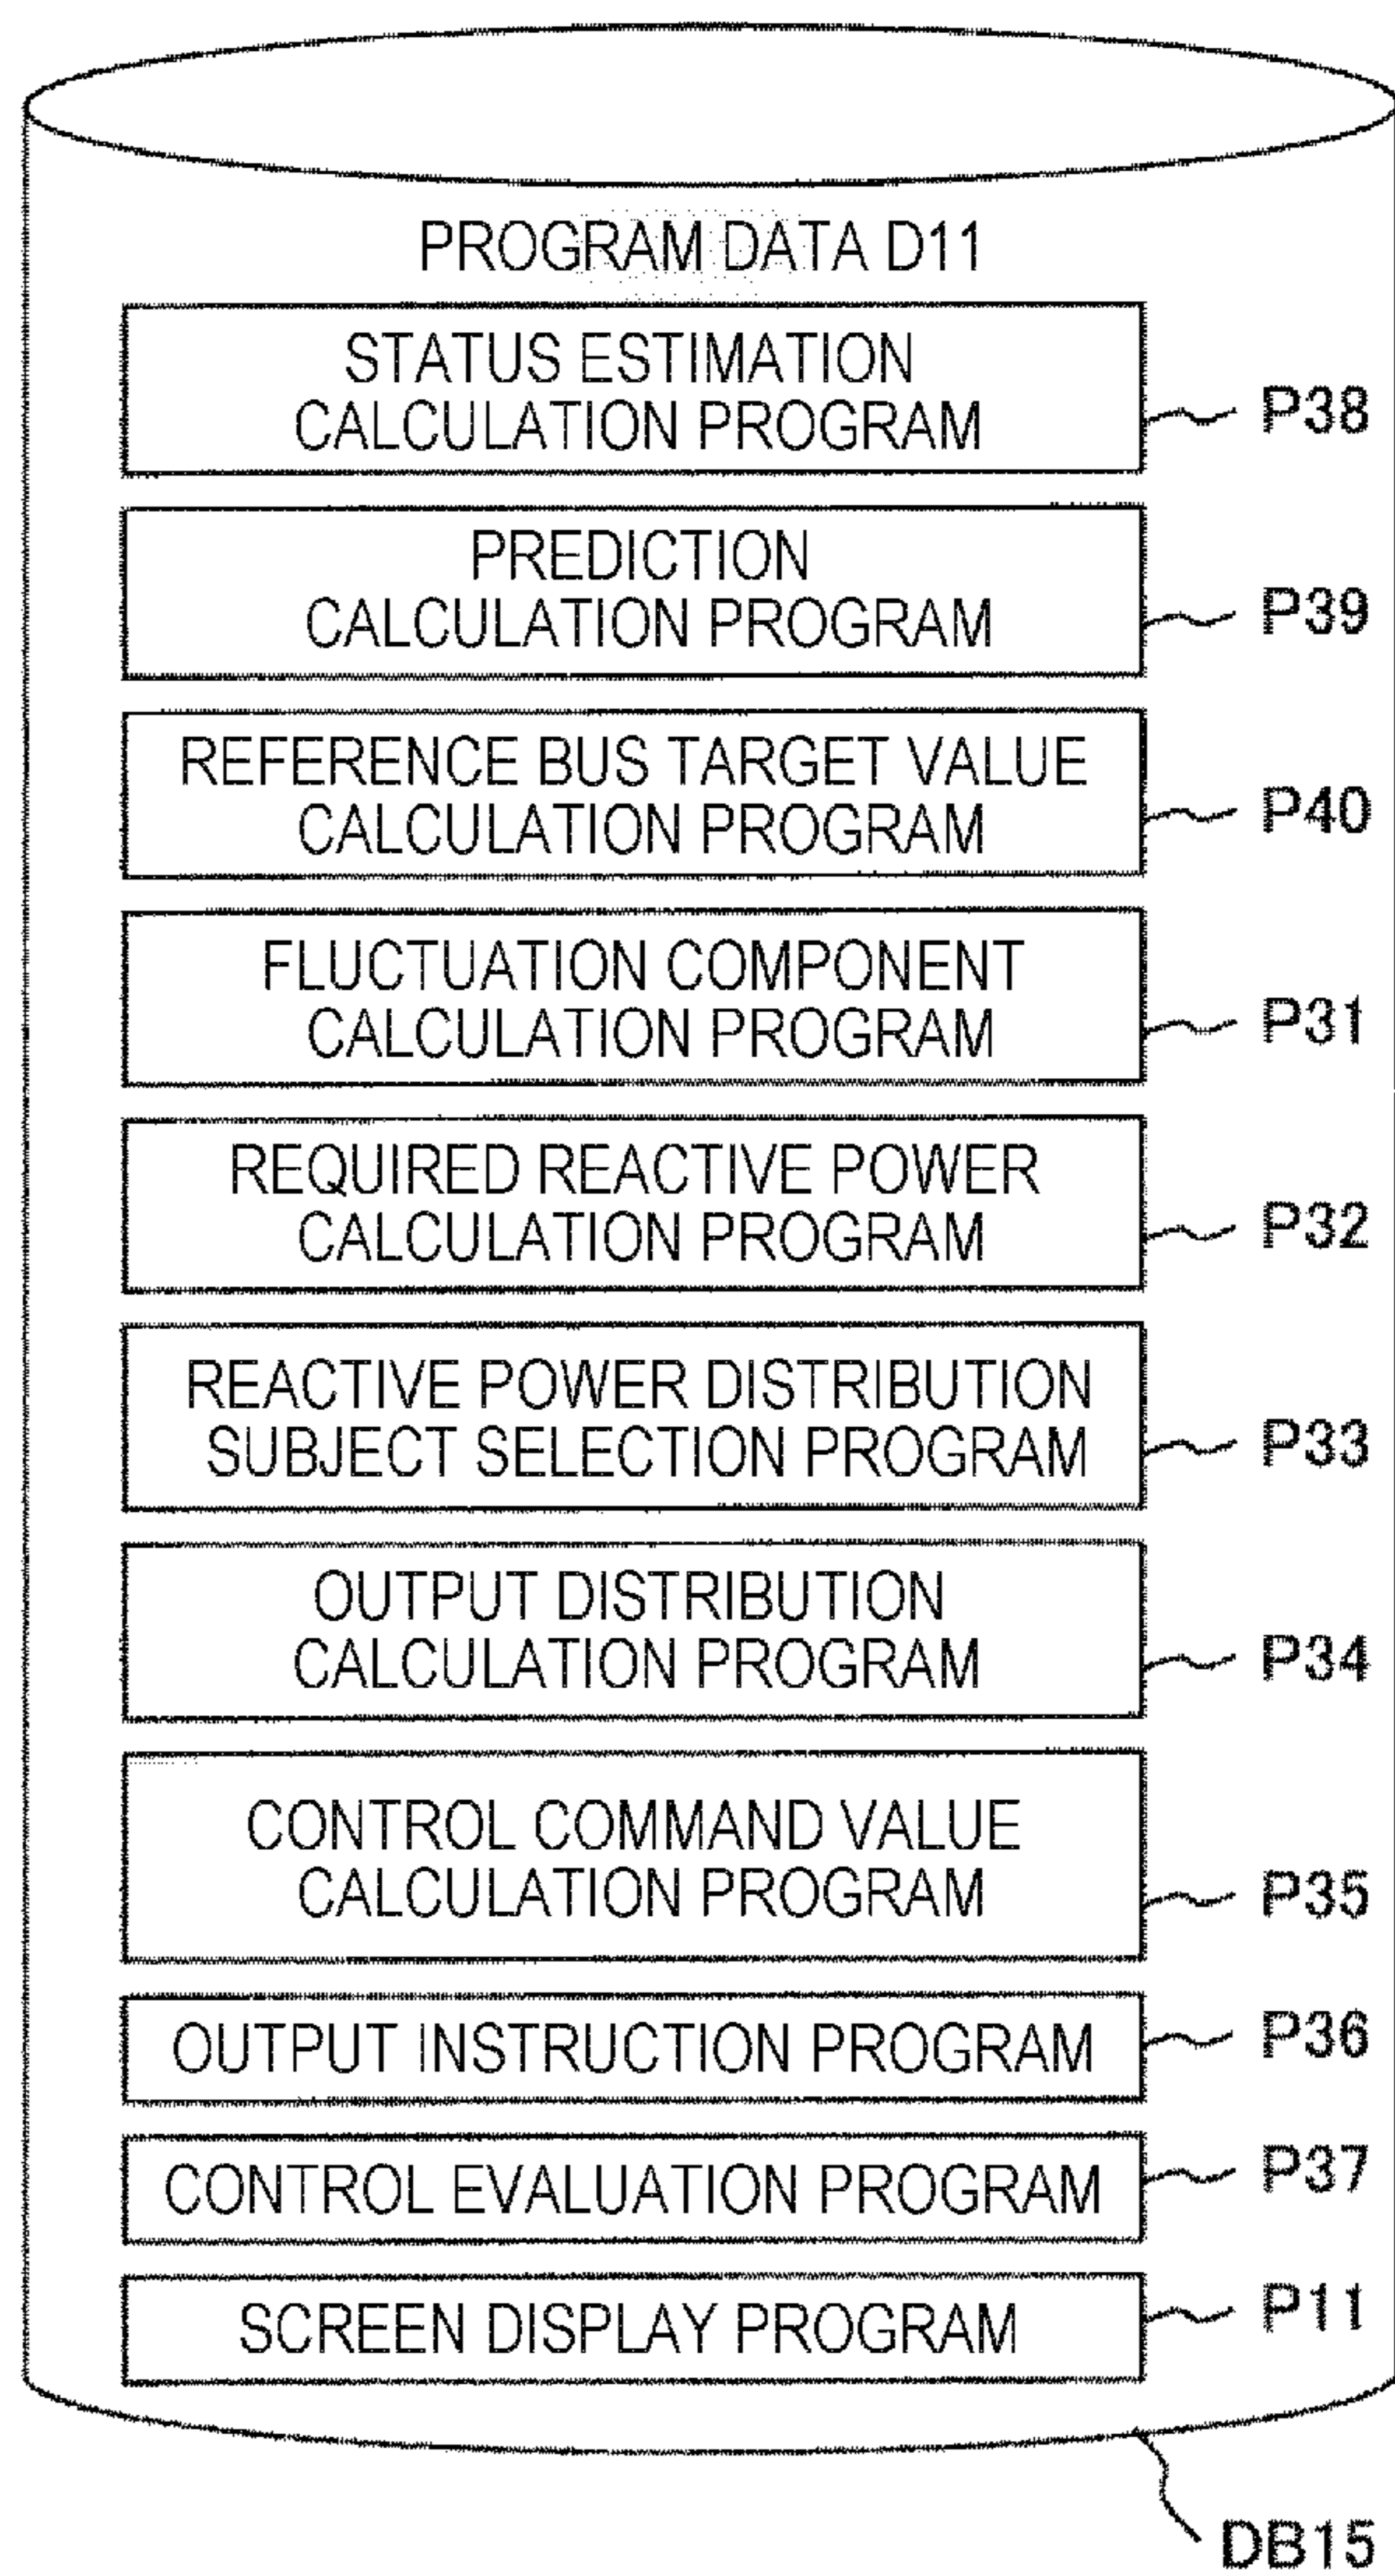 PROGRAM DATA D11
STATUS ESTIMATION
CALCULATION PROGRAM
P38
PREDICTION
CALCULATION PROGRAM
P39
REFERENCE BUS TARGET VALUE
CALCULATION PROGRAM
P40
FLUCTUATION COMPONENT
CALCULATION PROGRAM
P31
REQUIRED REACTIVE POWER
CALCULATION PROGRAM
P32
REACTIVE POWER DISTRIBUTION
SUBJECT SELECTION PROGRAM
P33
OUTPUT DISTRIBUTION
CALCULATION PROGRAM
P34
CONTROL COMMAND VALUE
CALCULATION PROGRAM
P35
OUTPUT INSTRUCTION PROGRAM
P36
CONTROL EVALUATION PROGRAM
P37
SCREEN DISPLAY PROGRAM
P11
DB15